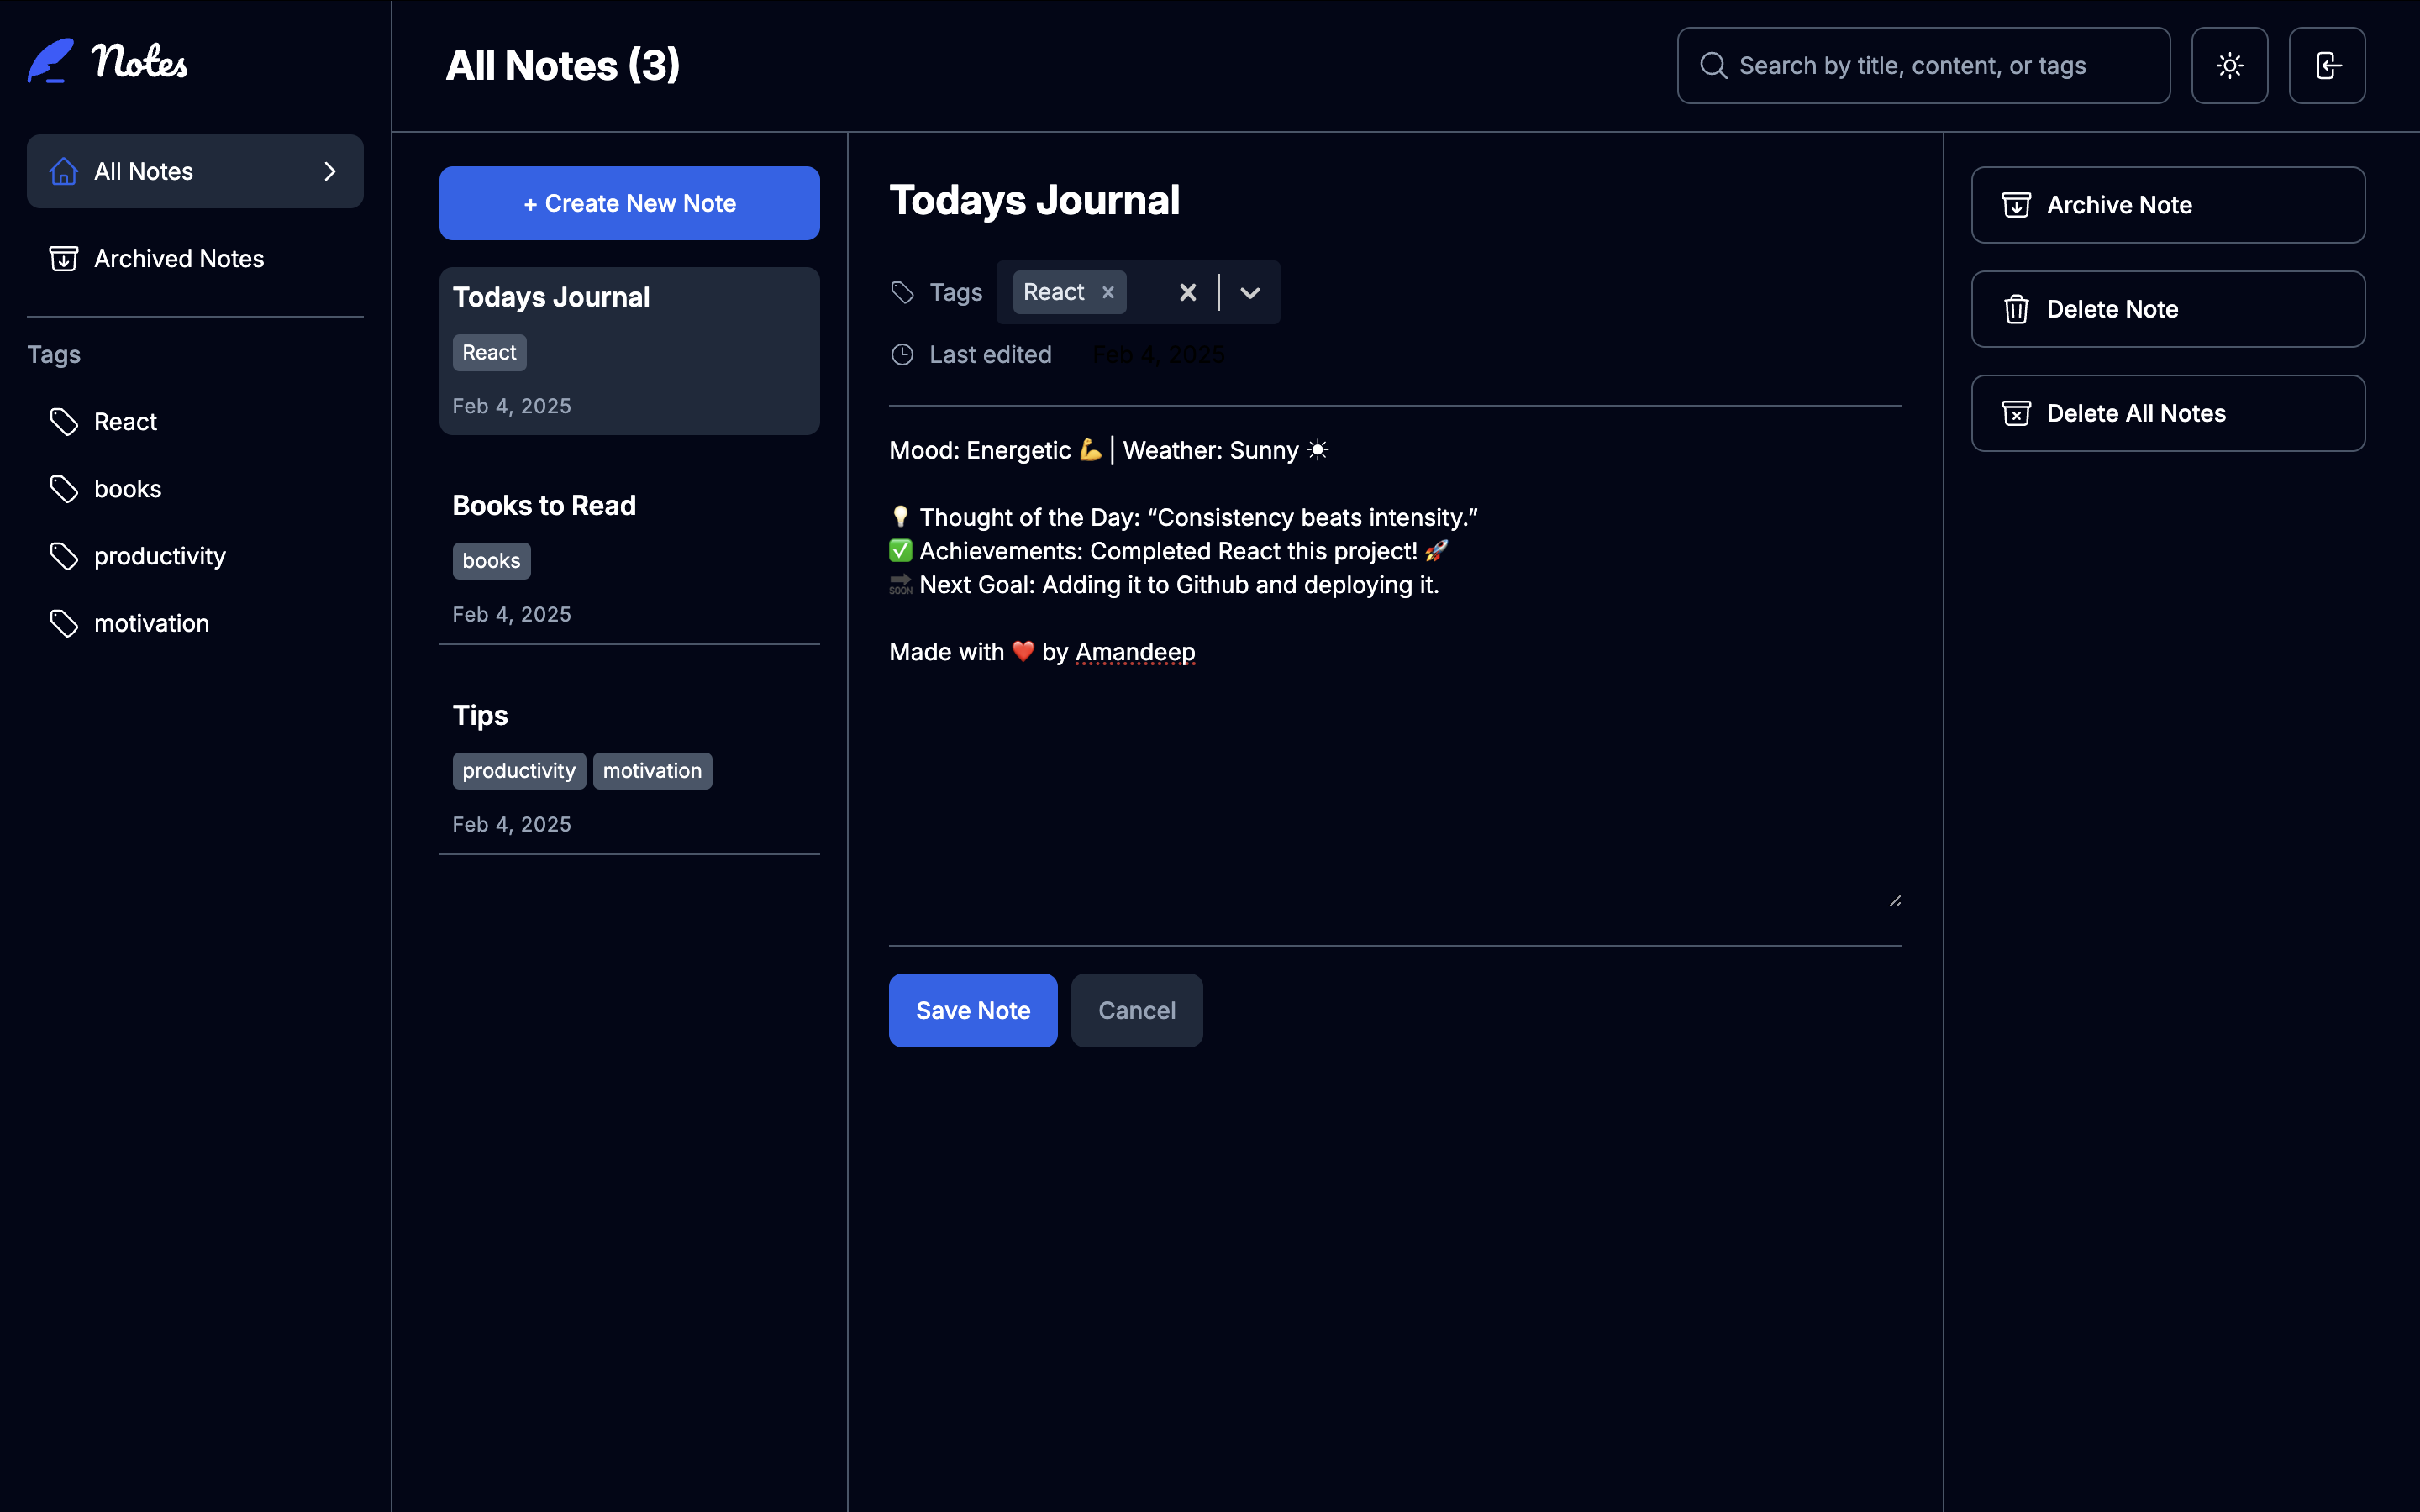 Notes
All Notes (3)
Search by title, content, or tags
All Notes
Archived Notes
Tags
React
books
productivity
motivation
+ Create New Note
Todays Journal
React
Feb 4, 2025
Books to Read
books
Feb 4, 2025
Tips
productivity motivation
Feb 4, 2025
Todays Journal
Tags React
Last edited Feb 4, 2025
Mood: Energetic 💪 | Weather: Sunny ☀
💡 Thought of the Day: “Consistency beats intensity.”
✅ Achievements: Completed React this project! 🚀
🔜 Next Goal: Adding it to Github and deploying it.
Made with ❤️ by Amandeep
Save Note
Cancel
Archive Note
Delete Note
Delete All Notes